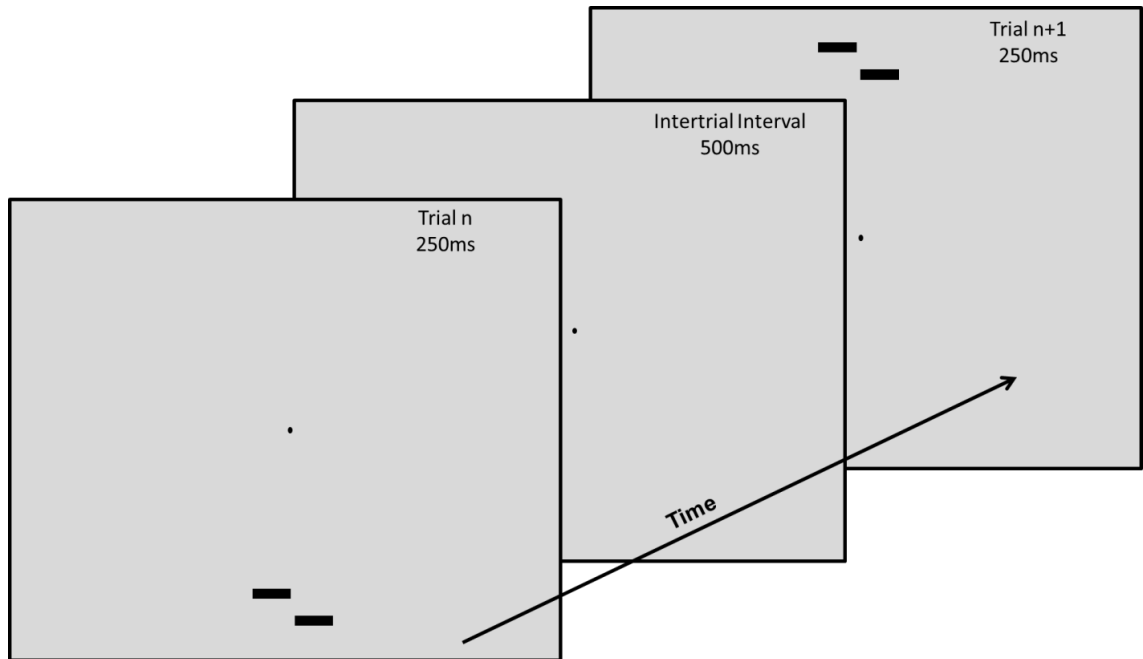 Trial n
250ms
Intertrial Interval
500ms
Trial n+1
250ms
Time